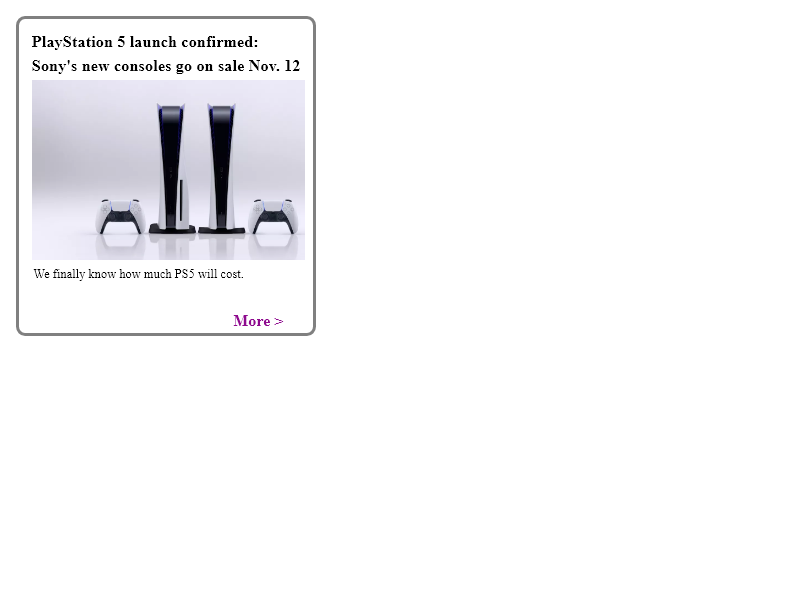 PlayStation 5 launch confirmed:
Sony's new consoles go on sale Nov. 12
We finally know how much PS5 will cost.
More >